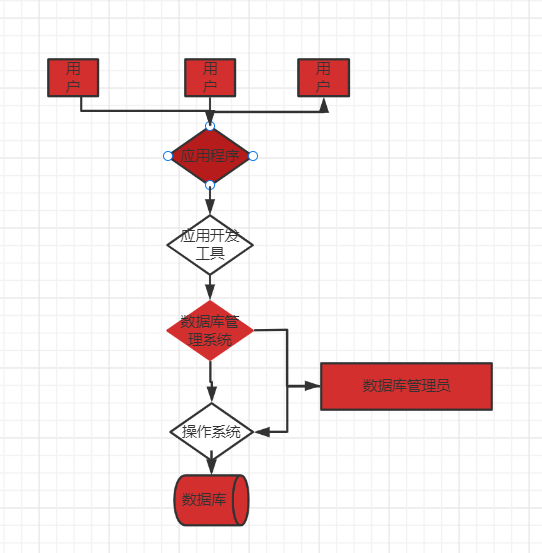 用
户
用
户
用
户
应用程序
应用开发
工具
数据库管
理系统
数据库管理员
操作系统
数据库